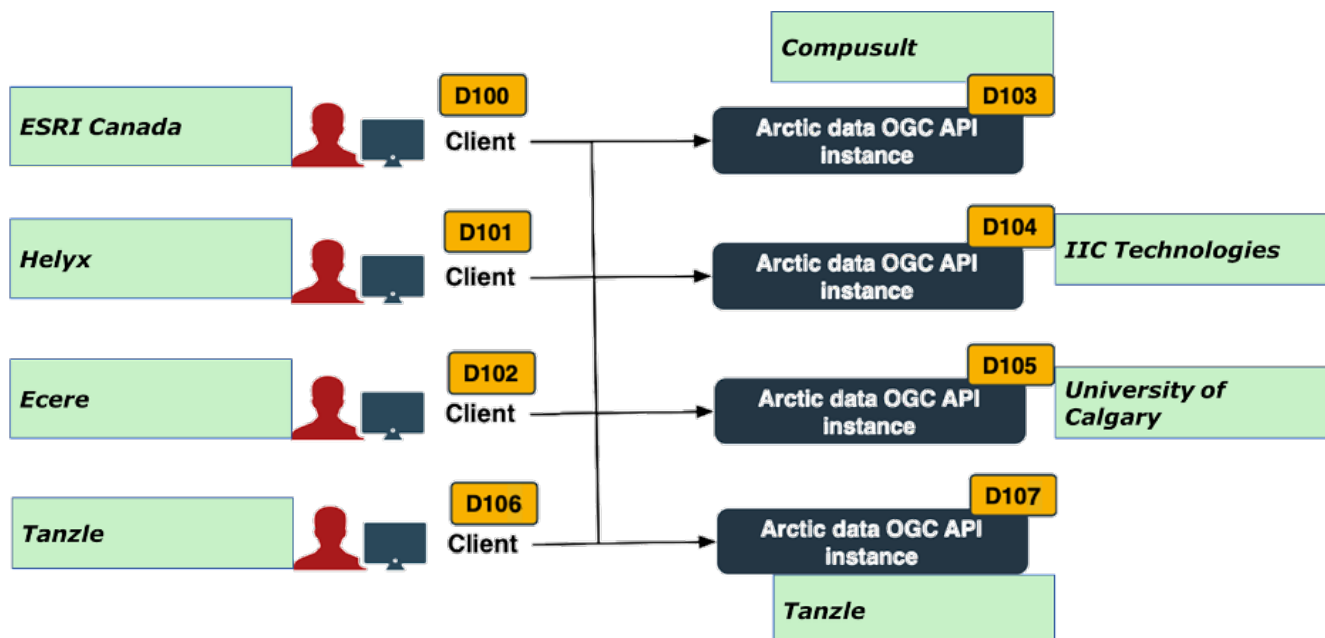 Compusult
D100
D103
ESRI Canada
Client
Arctic data OGC API
instance
D101
D104
Helyx
Client
Arctic data OGC API
instance
IIC Technologies
D102
D105
Ecere
Client
Arctic data OGC API
instance
University of
Calgary
D106
D107
Tanzle
Client
Arctic data OGC API
instance
Tanzle